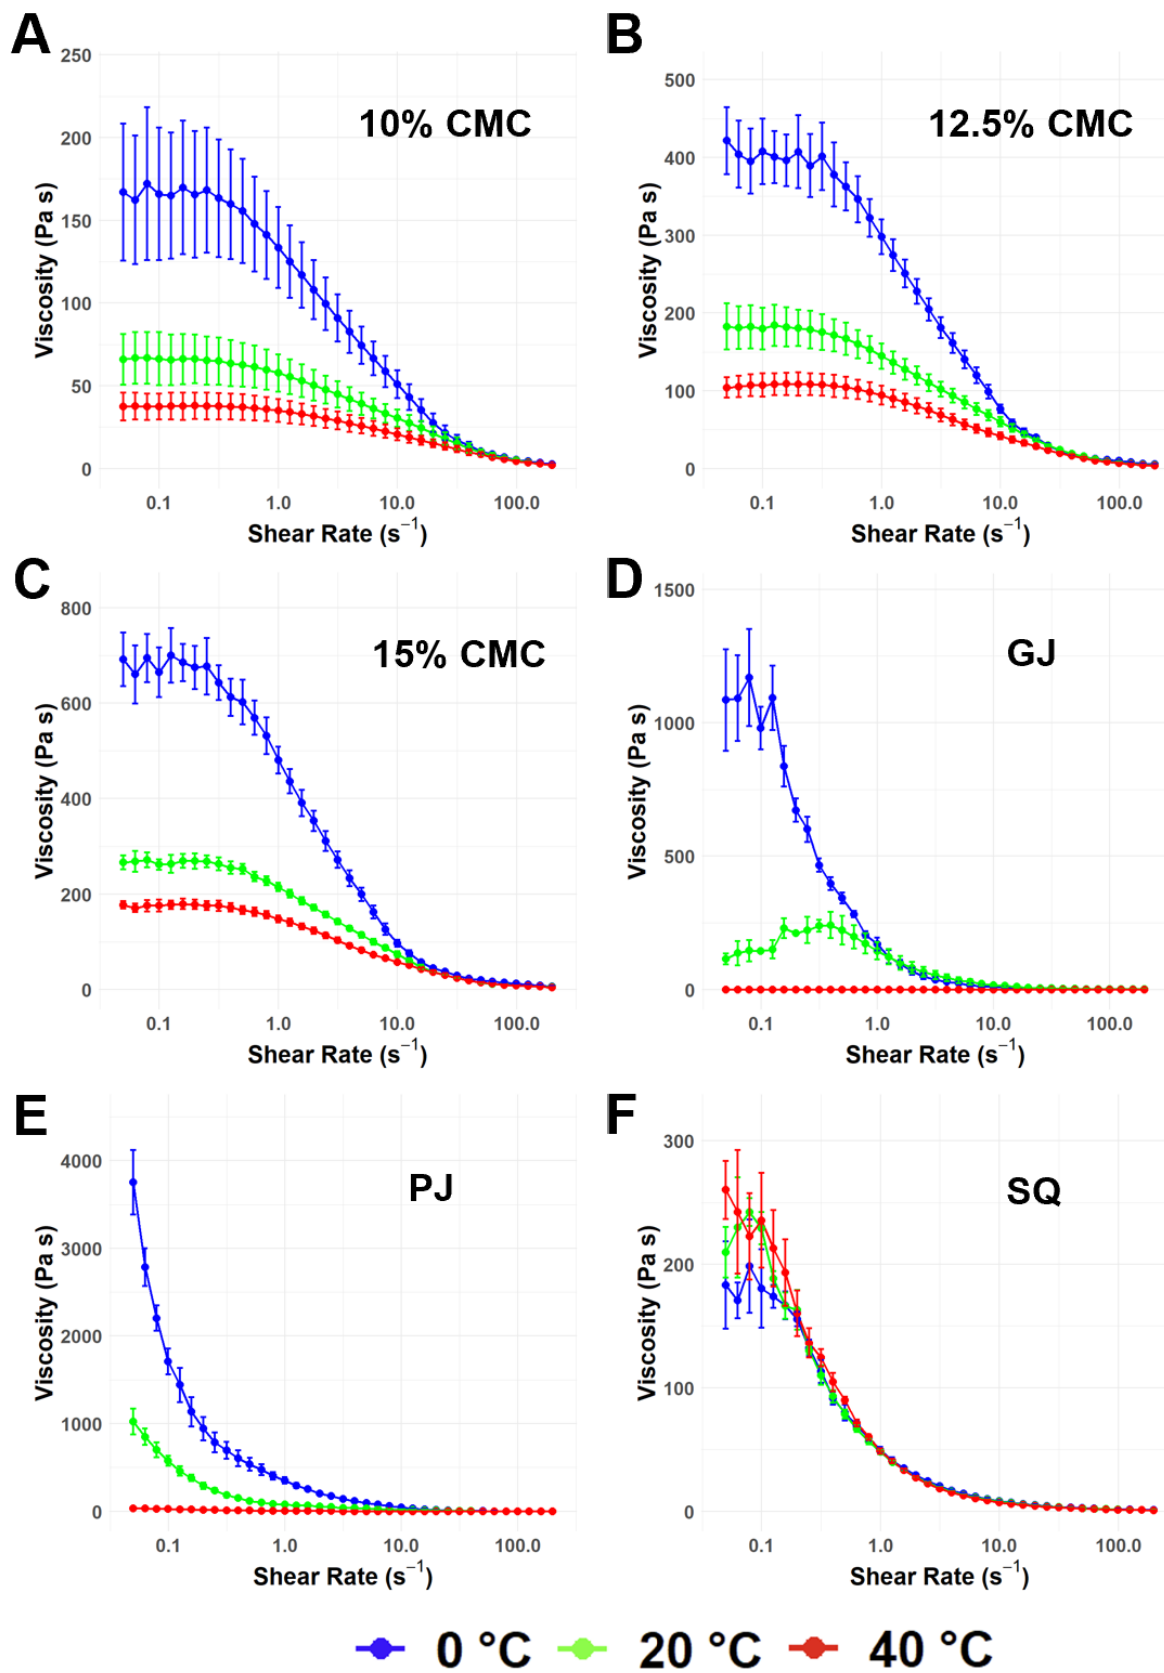 A
10% CMC
Viscosity (Pa s)
250
200
150
100
50
0
0.1 1.0 10.0 100.0
Shear Rate (s⁻¹)
B
12.5% CMC
Viscosity (Pa s)
500
400
300
200
100
0
0.1 1.0 10.0 100.0
Shear Rate (s⁻¹)
C
15% CMC
Viscosity (Pa s)
800
600
400
200
0
0.1 1.0 10.0 100.0
Shear Rate (s⁻¹)
D
GJ
Viscosity (Pa s)
1500
1000
500
0
0.1 1.0 10.0 100.0
Shear Rate (s⁻¹)
E
PJ
Viscosity (Pa s)
4000
3000
2000
1000
0
0.1 1.0 10.0 100.0
Shear Rate (s⁻¹)
F
SQ
Viscosity (Pa s)
300
200
100
0
0.1 1.0 10.0 100.0
Shear Rate (s⁻¹)
0 °C 20 °C 40 °C